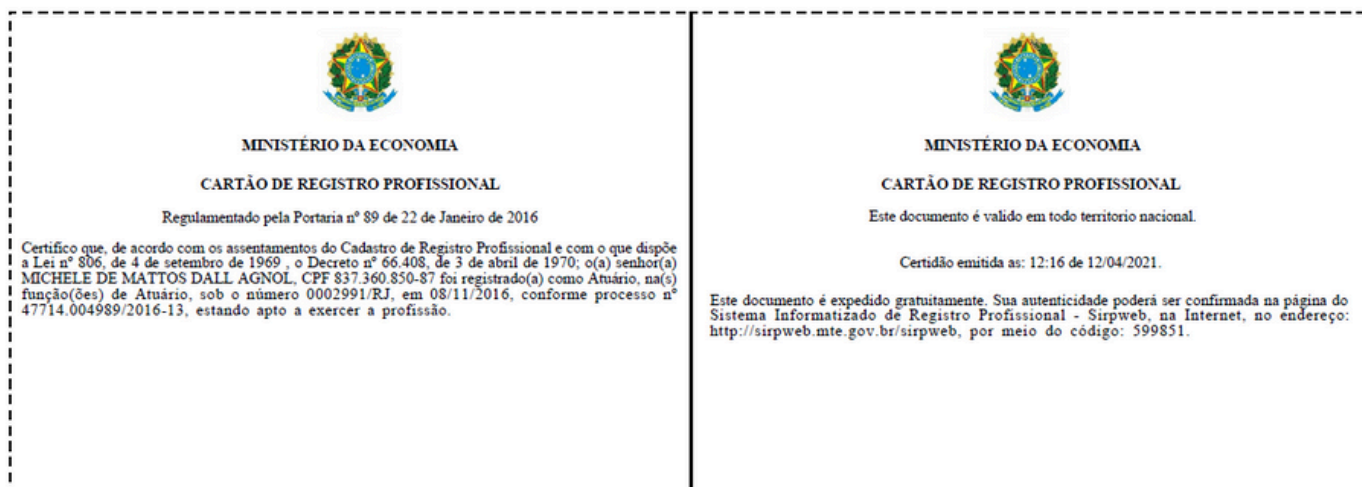 MINISTÉRIO DA ECONOMIA
CARTÃO DE REGISTRO PROFISSIONAL
Regulamentado pela Portaria nº 89 de 22 de Janeiro de 2016
Certifico que, de acordo com os assentamentos do Cadastro de Registro Profissional e com o que dispõe
a Lei nº 806, de 4 de setembro de 1969 , o Decreto nº 66.408, de 3 de abril de 1970; o(a) senhor(a)
MICHELE DE MATTOS DALL AGNOL, CPF 837.360.850-87 foi registrado(a) como Atuário, na(s)
função(ões) de Atuário, sob o número 0002991/RJ, em 08/11/2016, conforme processo nº
47714.004989/2016-13, estando apto a exercer a profissão.
MINISTÉRIO DA ECONOMIA
CARTÃO DE REGISTRO PROFISSIONAL
Este documento é valido em todo territorio nacional.
Certidão emitida as: 12:16 de 12/04/2021.
Este documento é expedido gratuitamente. Sua autenticidade poderá ser confirmada na página do
Sistema Informatizado de Registro Profissional - Sirpweb, na Internet, no endereço:
http://sirpweb.mte.gov.br/sirpweb, por meio do código: 599851.